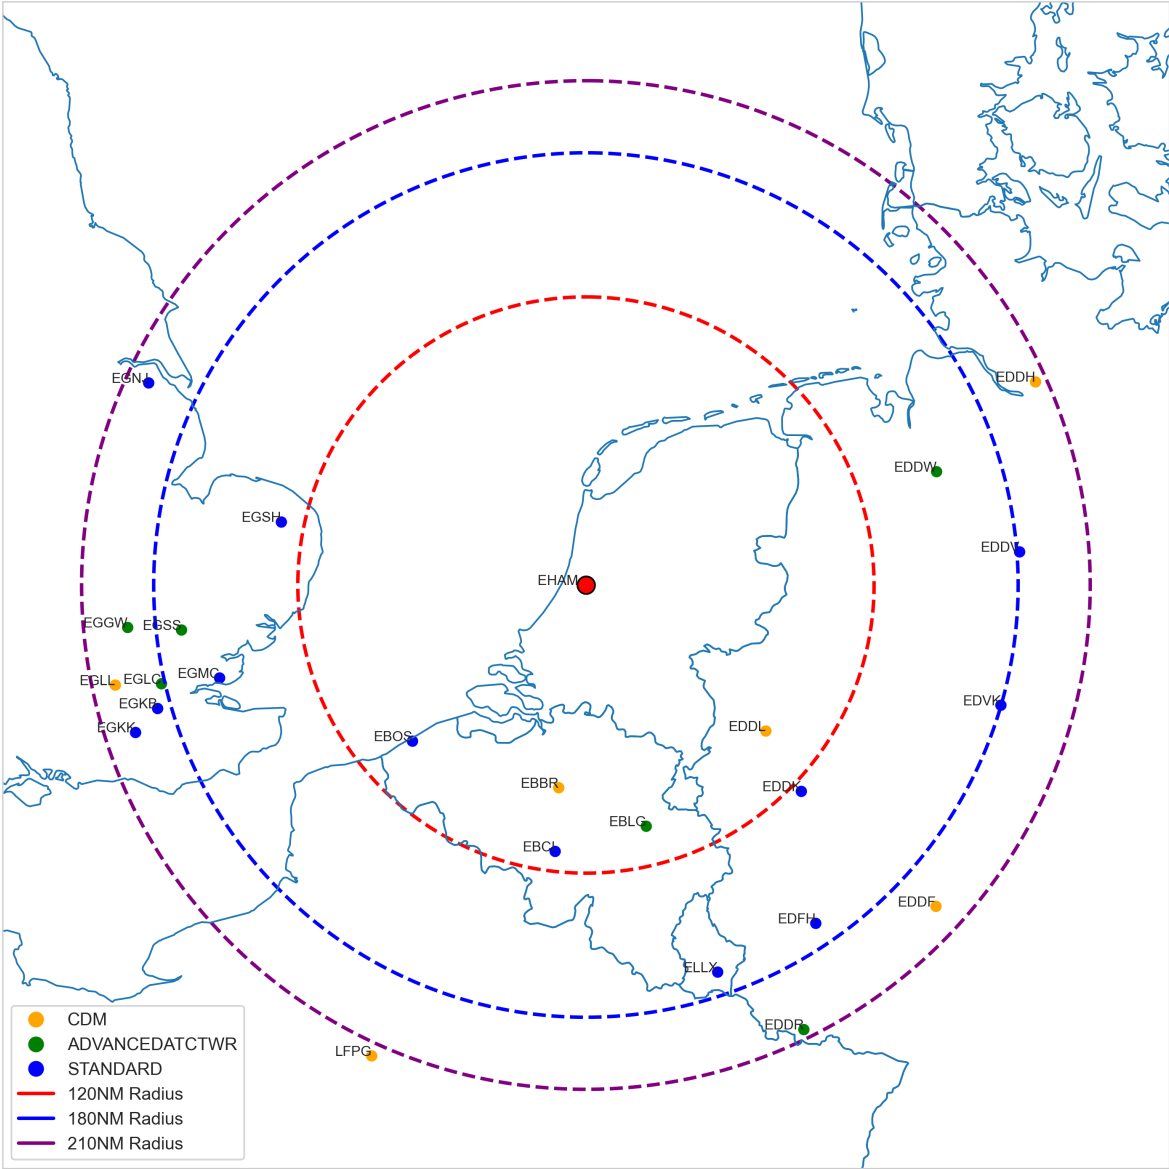 EGNJ
EDDH
EDDW
EGSH
EDDV
EHAM
EGGW
EGSS
EGLL
EGLC
EGMC
EGKB
EDVK
EGKK
EBOS
EDDL
EBBR
EDDK
EBLG
EBCI
EDDF
EDFH
ELLX
EDDR
LFPG
CDM
ADVANCEDATCTWR
STANDARD
120NM Radius
180NM Radius
210NM Radius